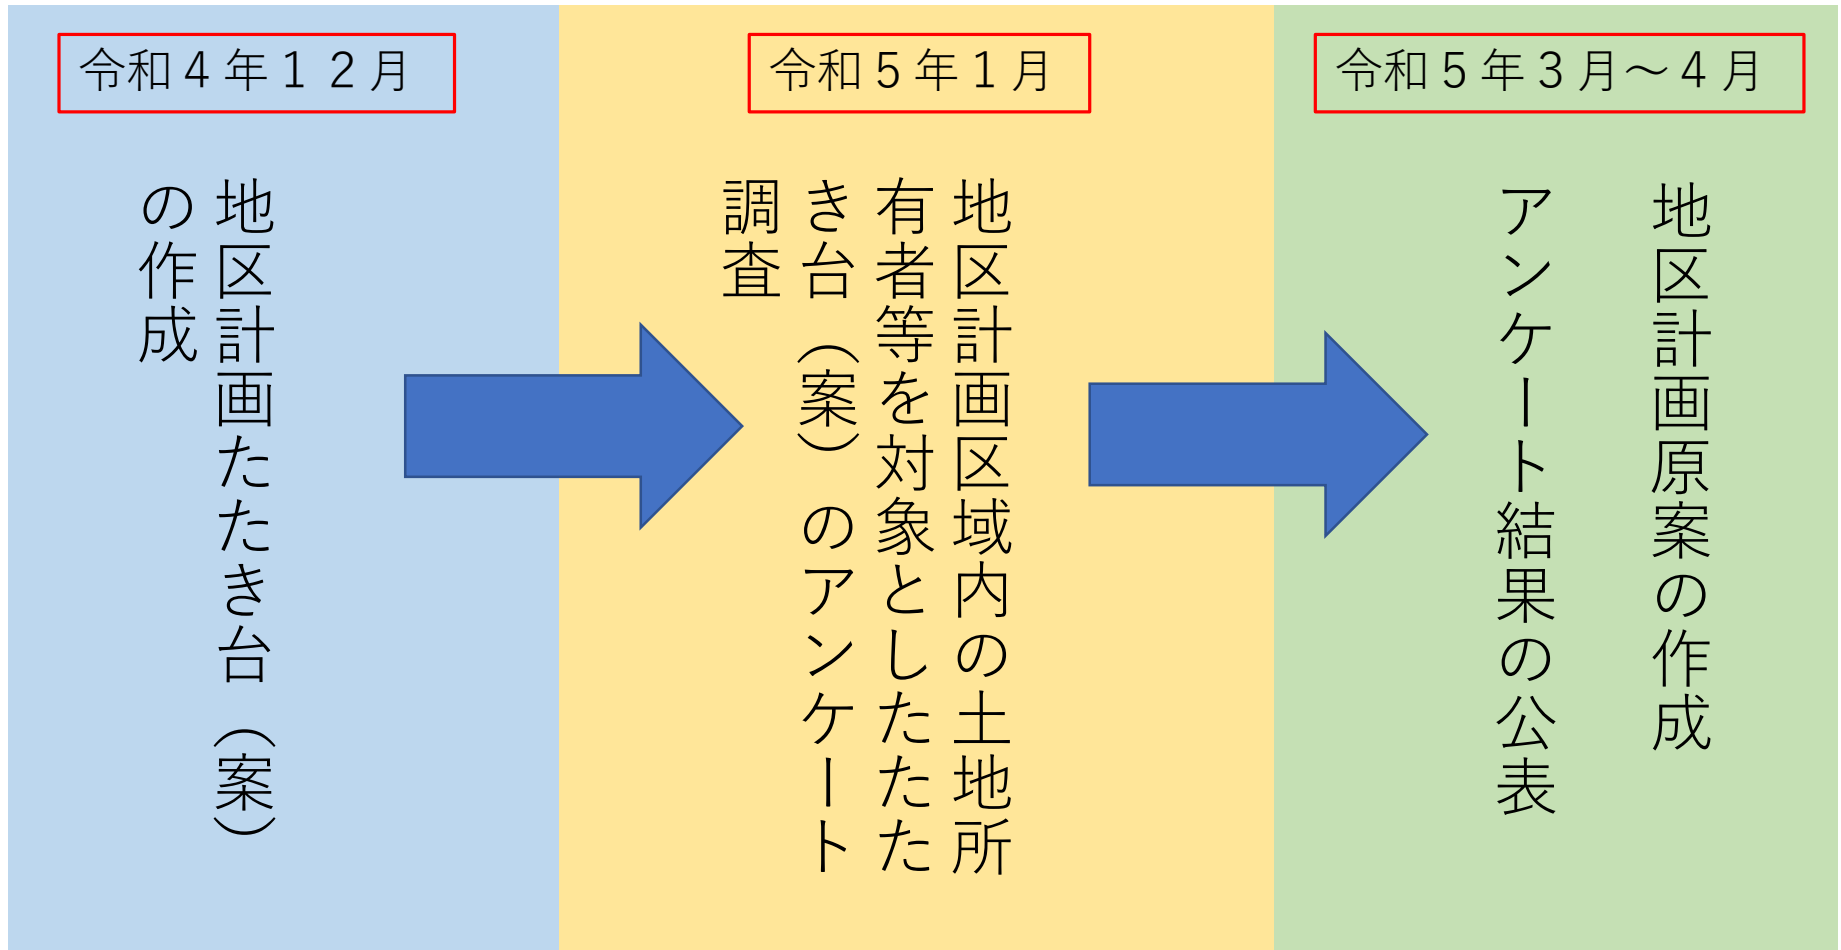 令和４年１２月
地区計画たたき台（案）
の作成
令和５年１月
地区計画区域内の土地所
有者等を対象としたたた
き台（案）のアンケート
調査
令和５年３月～４月
地区計画原案の作成
アンケート結果の公表